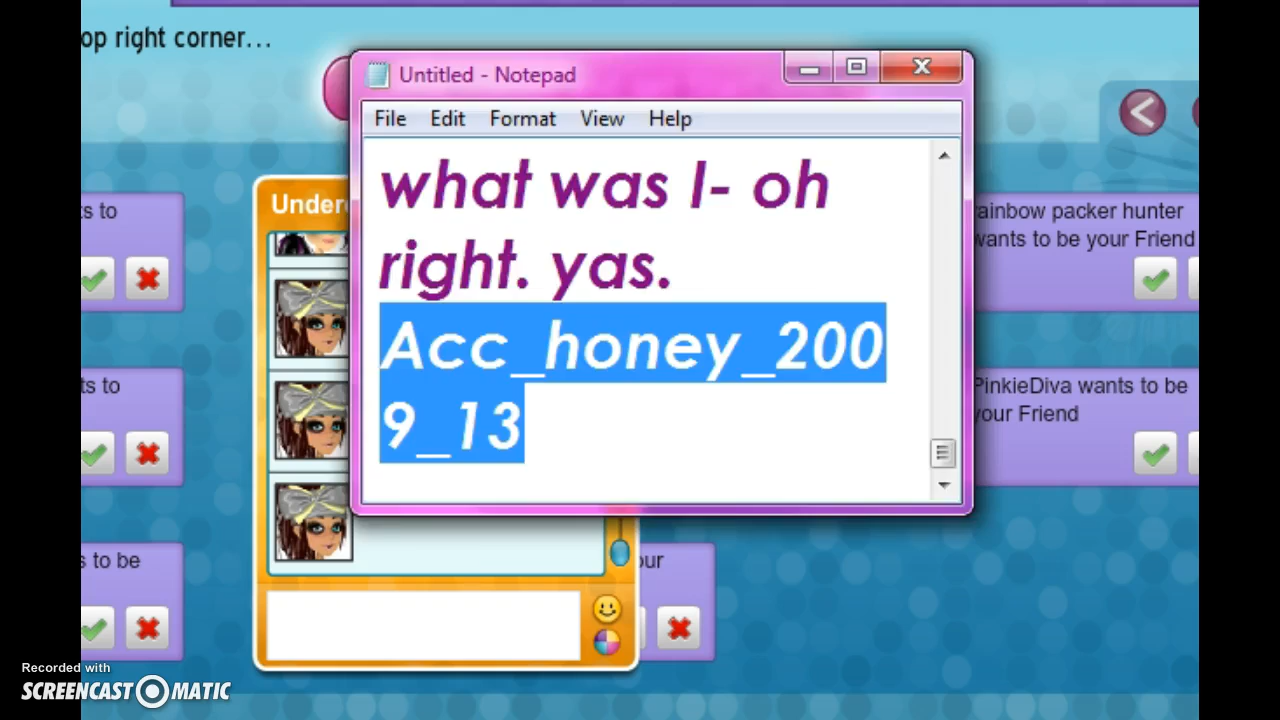 op right corner...
Untitled - Notepad
File Edit Format View Help
what was I- oh
right. yas.
Acc_honey_200
9_13
Under
s to
ainbow packer hunter
wants to be your Friend
ts to
PinkieDiva wants to be
your Friend
s to be
our
Recorded with
SCREENCAST-O-MATIC